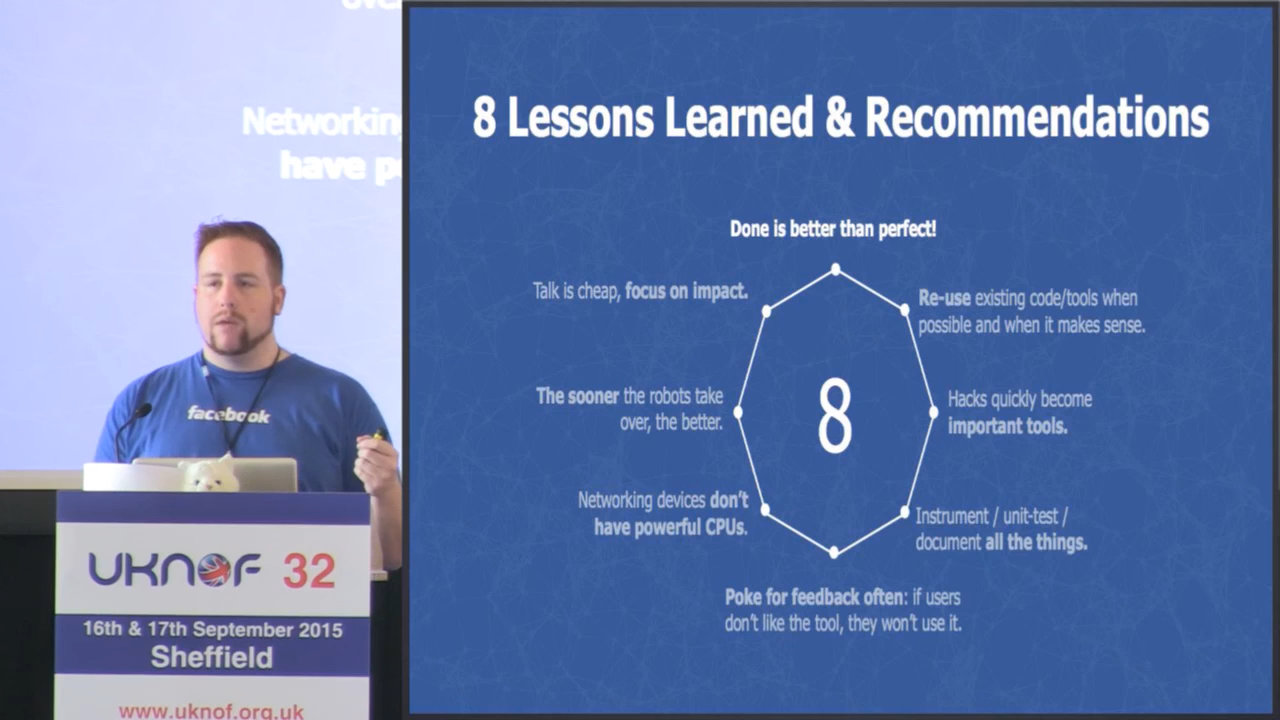 over
Networkin
have p
facebook
UKNOF 32
16th & 17th September 2015
Sheffield
www.uknof.org.uk
8 Lessons Learned & Recommendations
Done is better than perfect!
Talk is cheap, focus on impact.
Re-use existing code/tools when
possible and when it makes sense.
The sooner the robots take
over, the better.
8
Hacks quickly become
important tools.
Networking devices don't
have powerful CPUs.
Instrument / unit-test /
document all the things.
Poke for feedback often: if users
don't like the tool, they won't use it.